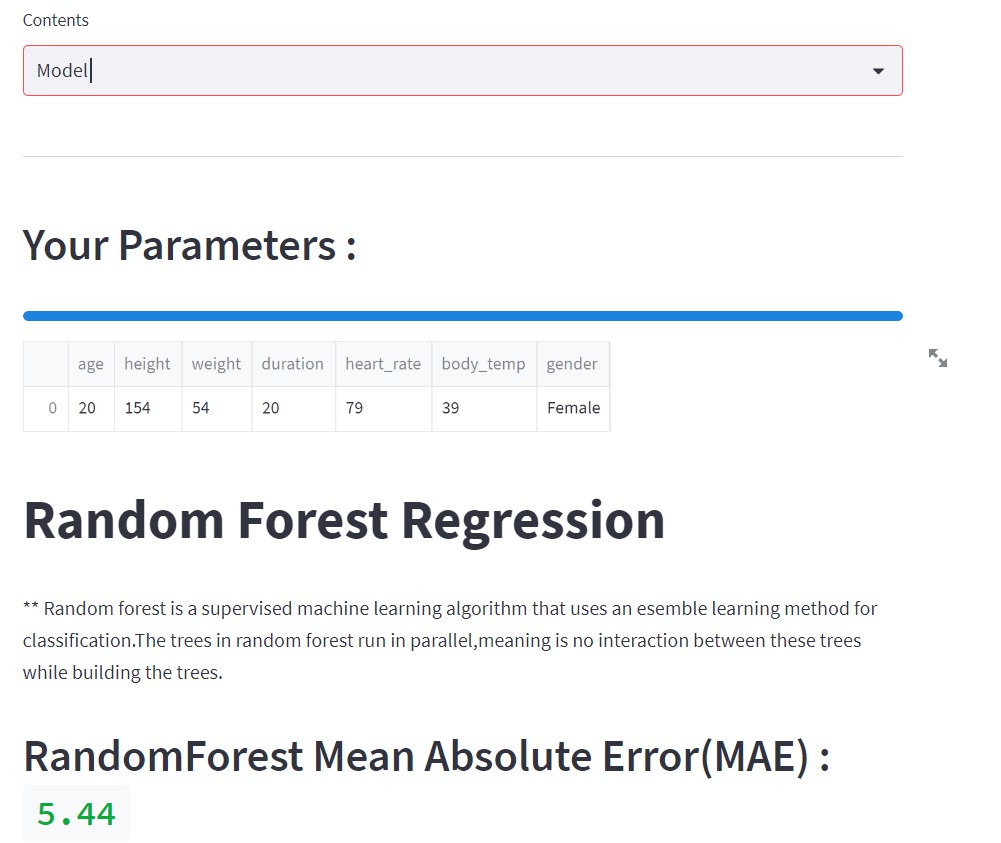 Contents
Model
Your Parameters :
age height weight duration heart_rate body_temp gender
0 20 154 54 20 79 39 Female
Random Forest Regression
** Random forest is a supervised machine learning algorithm that uses an esemble learning method for
classification.The trees in random forest run in parallel,meaning is no interaction between these trees
while building the trees.
RandomForest Mean Absolute Error(MAE) :
5.44